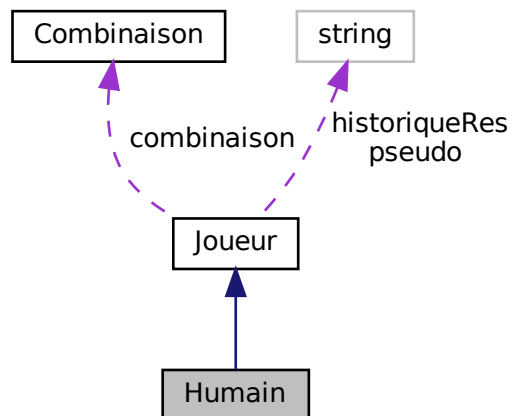 Combinaison
string
combinaison
historiqueRes
pseudo
Joueur
Humain